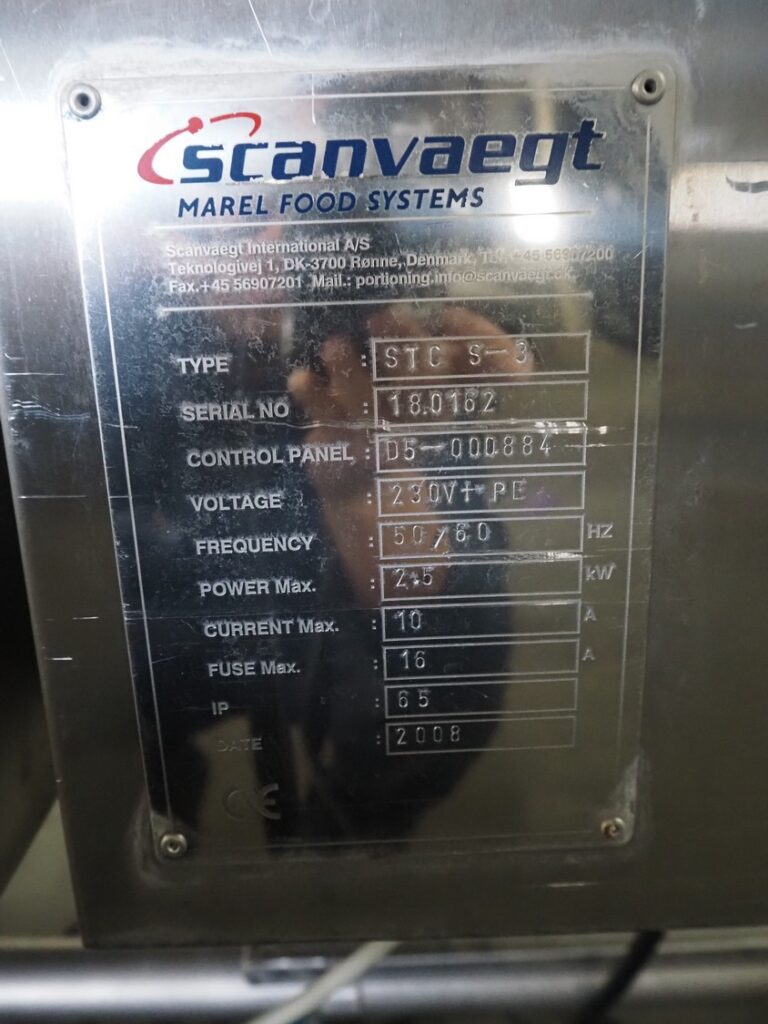 scanvaegt
MAREL FOOD SYSTEMS
Scanvaegt International A/S
Teknologivej 1, DK-3700 Rønne, Denmark, Tel. +45 56907200
Fax.+45 56907201 Mail.: portioning.info@scanvaegt.dk
TYPE : STC S-3
SERIAL NO : 180162
CONTROL PANEL : D5-000884
VOLTAGE : 230V+PE
FREQUENCY : 50/60 HZ
POWER Max. : 2.5 kW
CURRENT Max. : 10 A
FUSE Max. : 16 A
IP : 65
DATE : 2008
CE